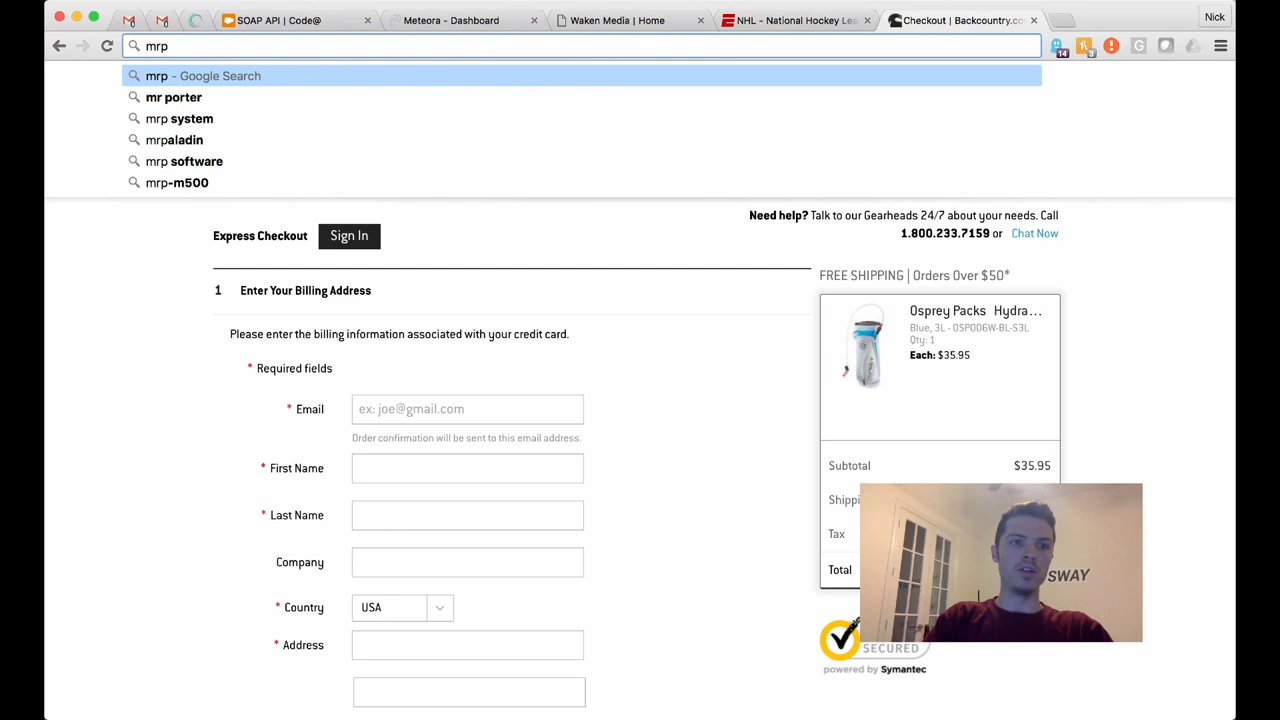 SOAP API | Code@
Meteora - Dashboard
Waken Media | Home
NHL - National Hockey Lea
Checkout | Backcountry.co
Nick
mrp
14
3
mrp - Google Search
mr porter
mrp system
mrpaladin
mrp software
mrp-m500
Need help? Talk to our Gearheads 24/7 about your needs. Call
1.800.233.7159 or Chat Now
Express Checkout
Sign In
FREE SHIPPING | Orders Over $50*
1 Enter Your Billing Address
Please enter the billing information associated with your credit card.
* Required fields
* Email
ex: joe@gmail.com
Order confirmation will be sent to this email address.
* First Name
* Last Name
Company
* Country
USA
* Address
Osprey Packs Hydra...
Blue, 3L - OSP006W-BL-S3L
Qty: 1
Each: $35.95
Subtotal $35.95
Shippi
Tax
Total
SWAY
SECURED
powered by Symantec